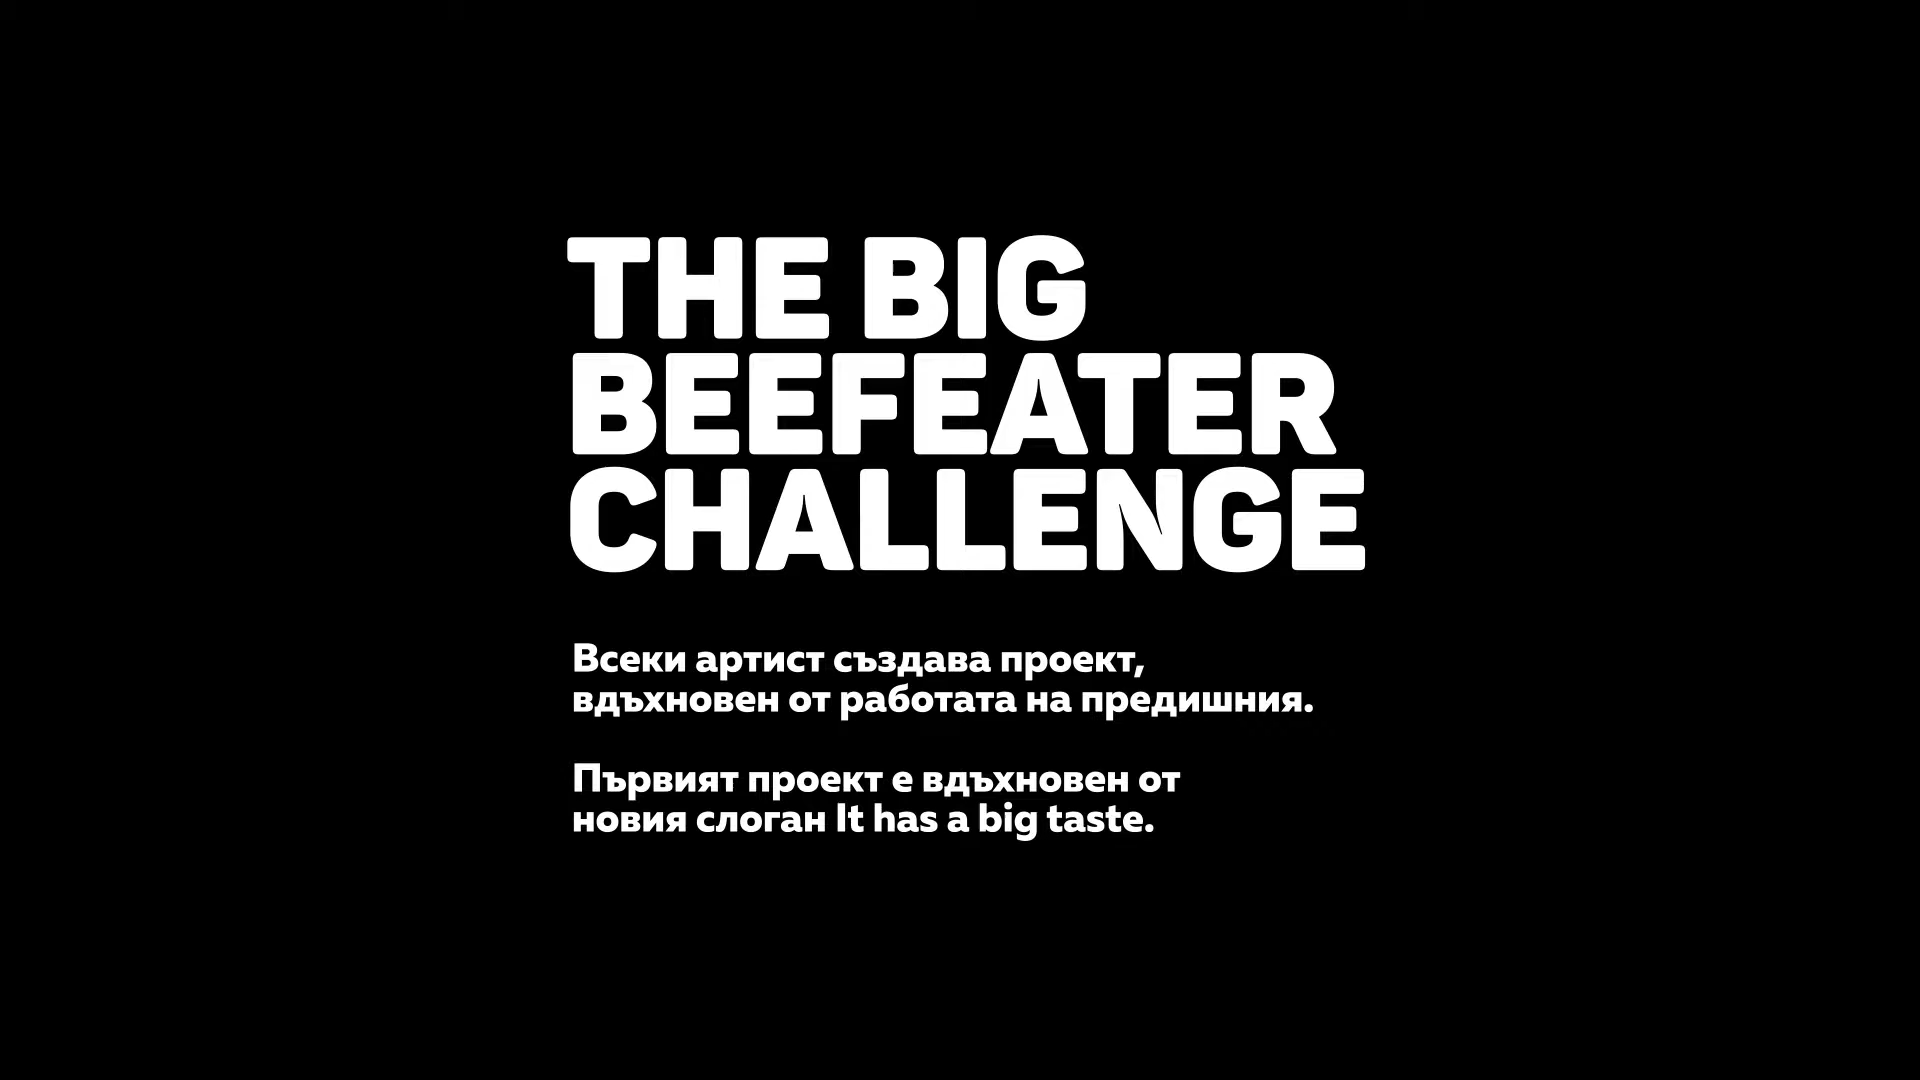 THE BIG
BEEFEATER
CHALLENGE
Всеки артист създава проект,
вдъхновен от работата на предишния.
Първият проект е вдъхновен от
новия слоган It has a big taste.